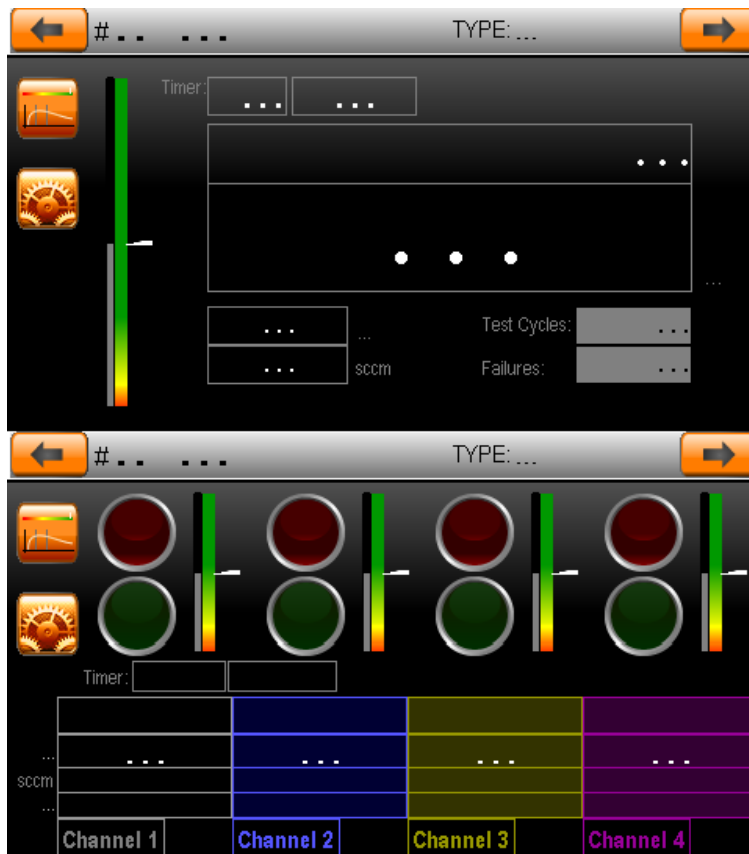 #.. ... TYPE:...
Timer: ... ...
...
... ...
... ... Test Cycles: ...
... sccm Failures: ...
#.. ... TYPE:...
Timer:
... ... ... ... ...
sccm
...
Channel 1 Channel 2 Channel 3 Channel 4